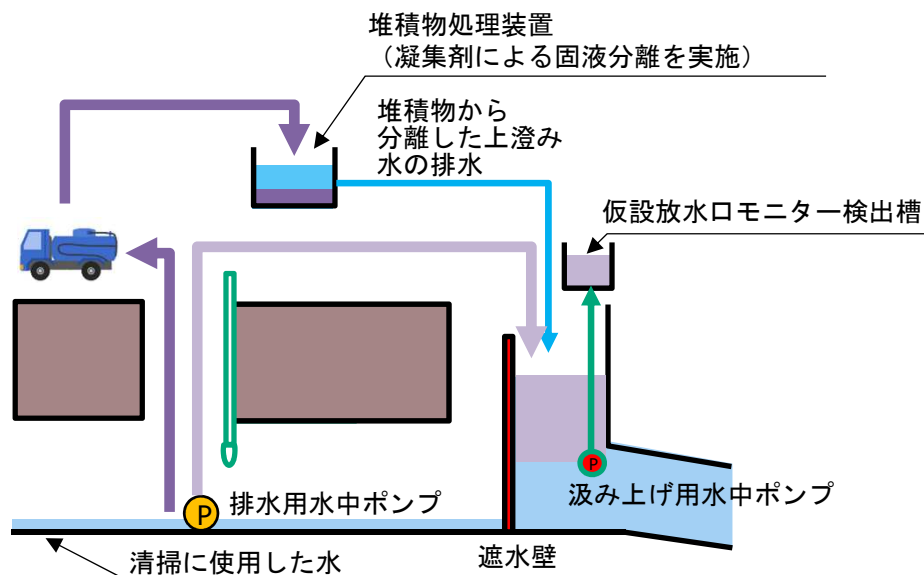 堆積物処理装置
（凝集剤による固液分離を実施）
堆積物から
分離した上澄み
水の排水
仮設放水口モニター検出槽
P
汲み上げ用水中ポンプ
排水用水中ポンプ
P
清掃に使用した水
遮水壁